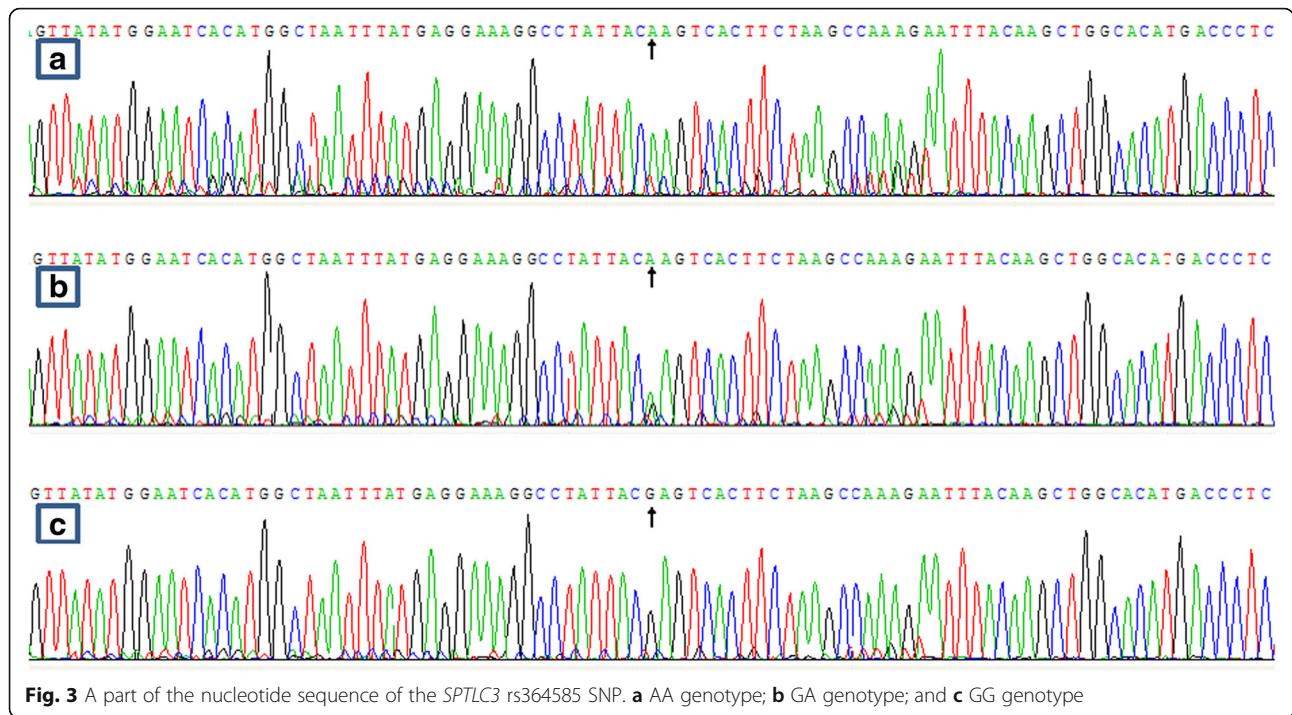 AGTTATATGGAATCACATGGCTAATTTATGAGGAAAGGCCTATTACAAGTCACTTCTAAGCCAAAGAATTTACAAGCTGGCACATGACCCTC
a
GTTATATGGAATCACATGGCTAATTTATGAGGAAAGGCCTATTACAAGTCACTTCTAAGCCAAAGAATTTACAAGCTGGCACATGACCCTC
b
GTTATATGGAATCACATGGCTAATTTATGAGGAAAGGCCTATTACGAGTCACTTCTAAGCCAAAGAATTTACAAGCTGGCACATGACCCTC
c
Fig. 3 A part of the nucleotide sequence of the SPTLC3 rs364585 SNP. a AA genotype; b GA genotype; and c GG genotype